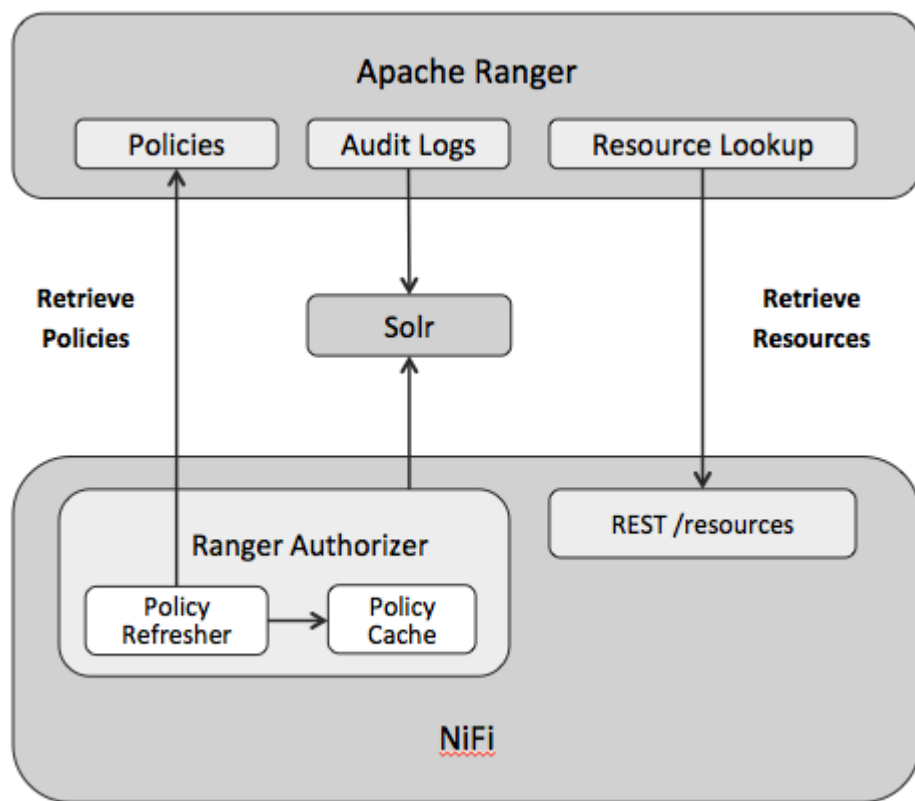 Apache Ranger
Policies
Audit Logs
Resource Lookup
Retrieve
Policies
Solr
Retrieve
Resources
Ranger Authorizer
Policy
Refresher
Policy
Cache
REST /resources
NiFi